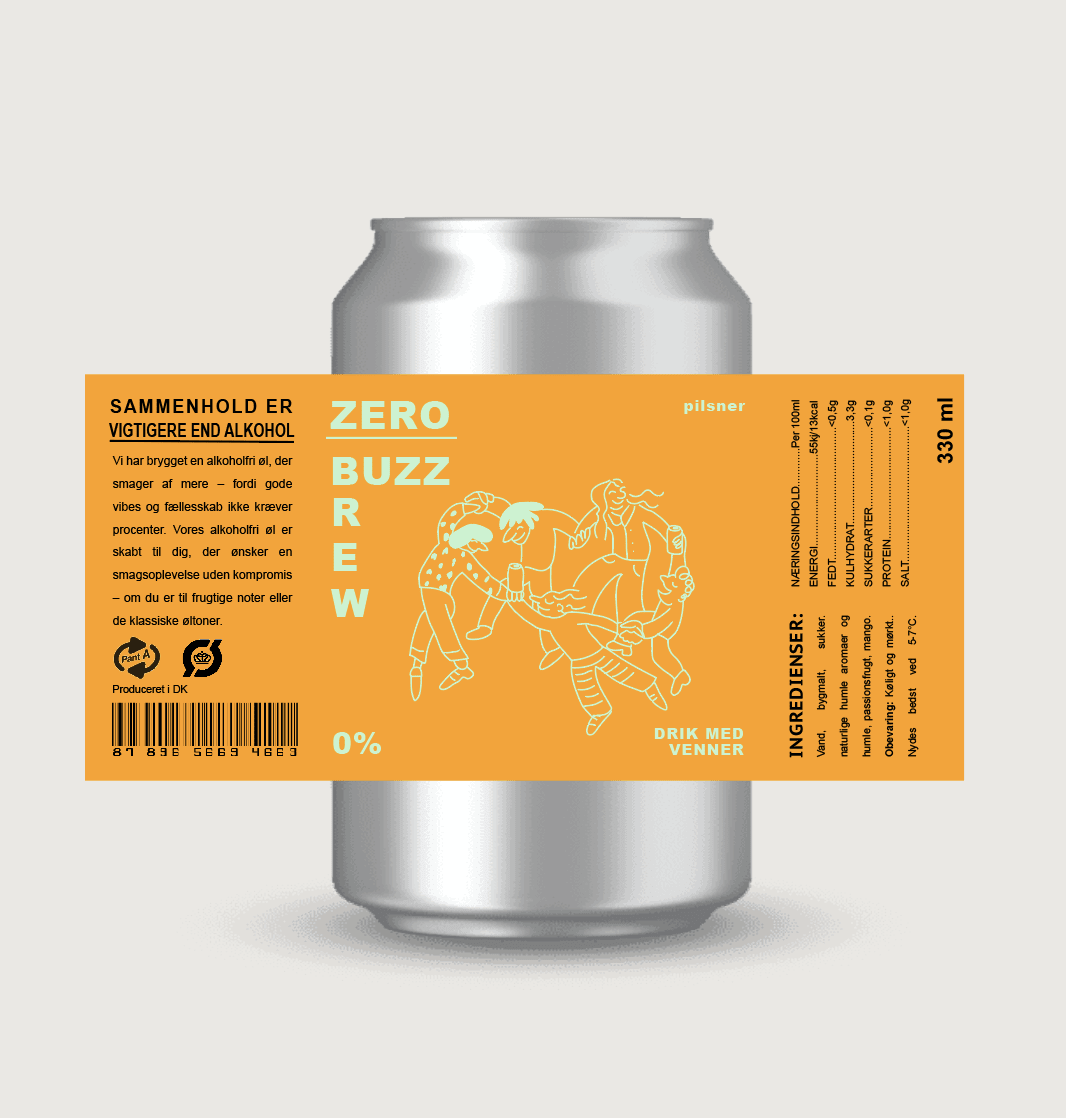 SAMMENHOLD ER
VIGTIGERE END ALKOHOL
Vi har brygget en alkoholfri øl, der
smager af mere – fordi gode
vibes og fællesskab ikke kræver
procenter. Vores alkoholfri øl er
skabt til dig, der ønsker en
smagsoplevelse uden kompromis
– om du er til frugtige noter eller
de klassiske øltoner.
Pant A
Produceret i DK
87 896 5669 4663
ZERO
BUZZ
R
E
W
0%
pilsner
DRIK MED
VENNER
NÆRINGSINDHOLD..........Per 100ml
ENERGI..........55kj/13kcal
FEDT..........<0,5g
KULHYDRAT..........3,3g
SUKKERARTER..........<0,1g
PROTEIN..........<1,0g
SALT..........<1,0g
INGREDIENSER:
Vand, bygmalt, sukker.
naturlige humle aromaer og
humle, passionsfrugt, mango.
Obevaring: Køligt og mørkt..
Nydes bedst ved 5-7°C.
330 ml